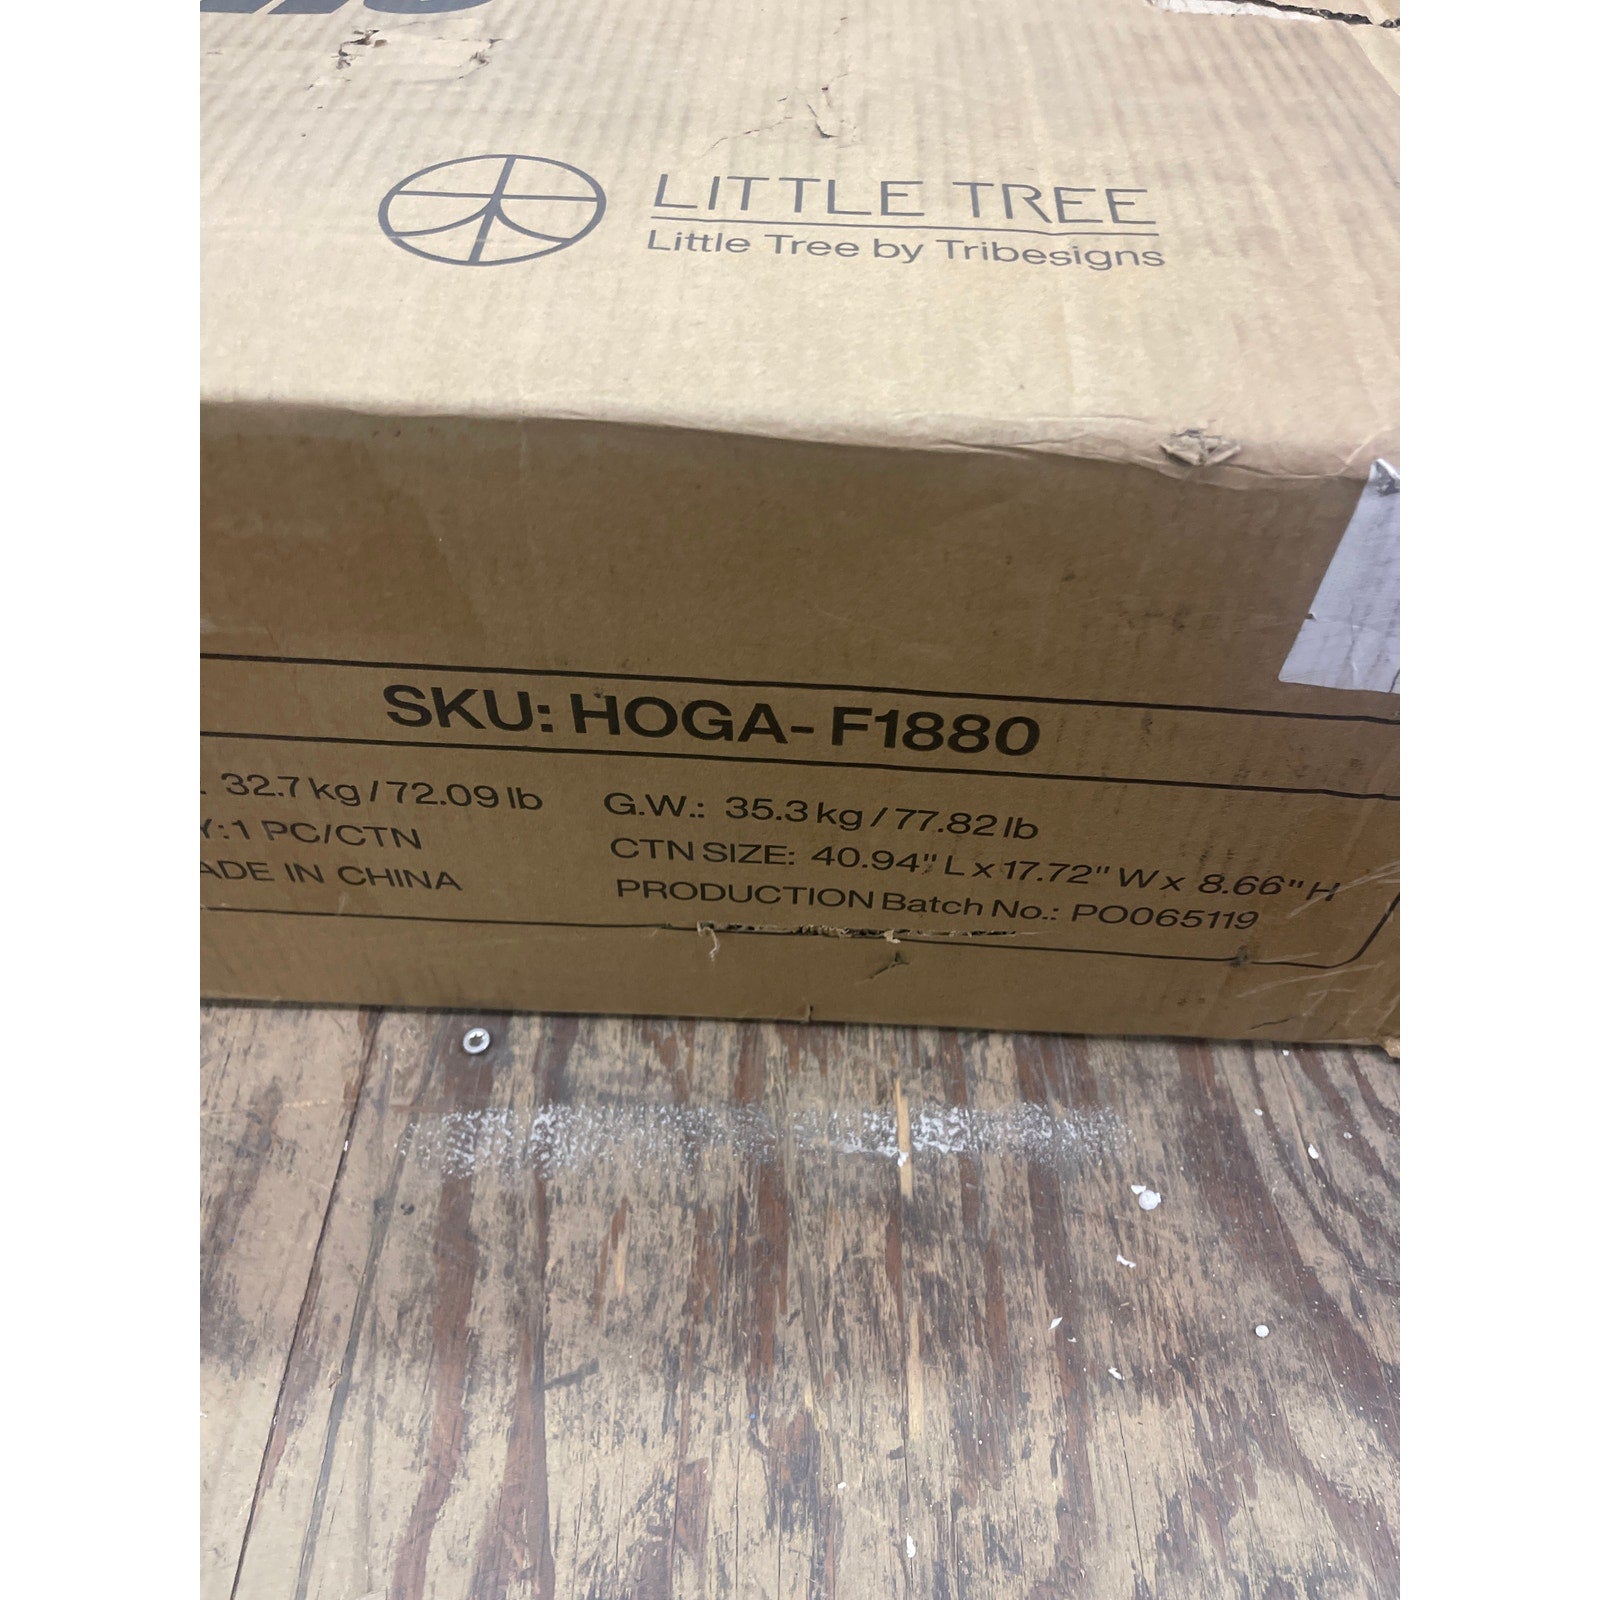 LITTLE TREE
Little Tree by Tribesigns
SKU: HOGA-F1880
32.7 kg / 72.09 lb G.W.: 35.3 kg / 77.82 lb
Y: 1 PC/CTN CTN SIZE: 40.94" L x 17.72" W x 8.66" H
ADE IN CHINA PRODUCTION Batch No.: PO065119